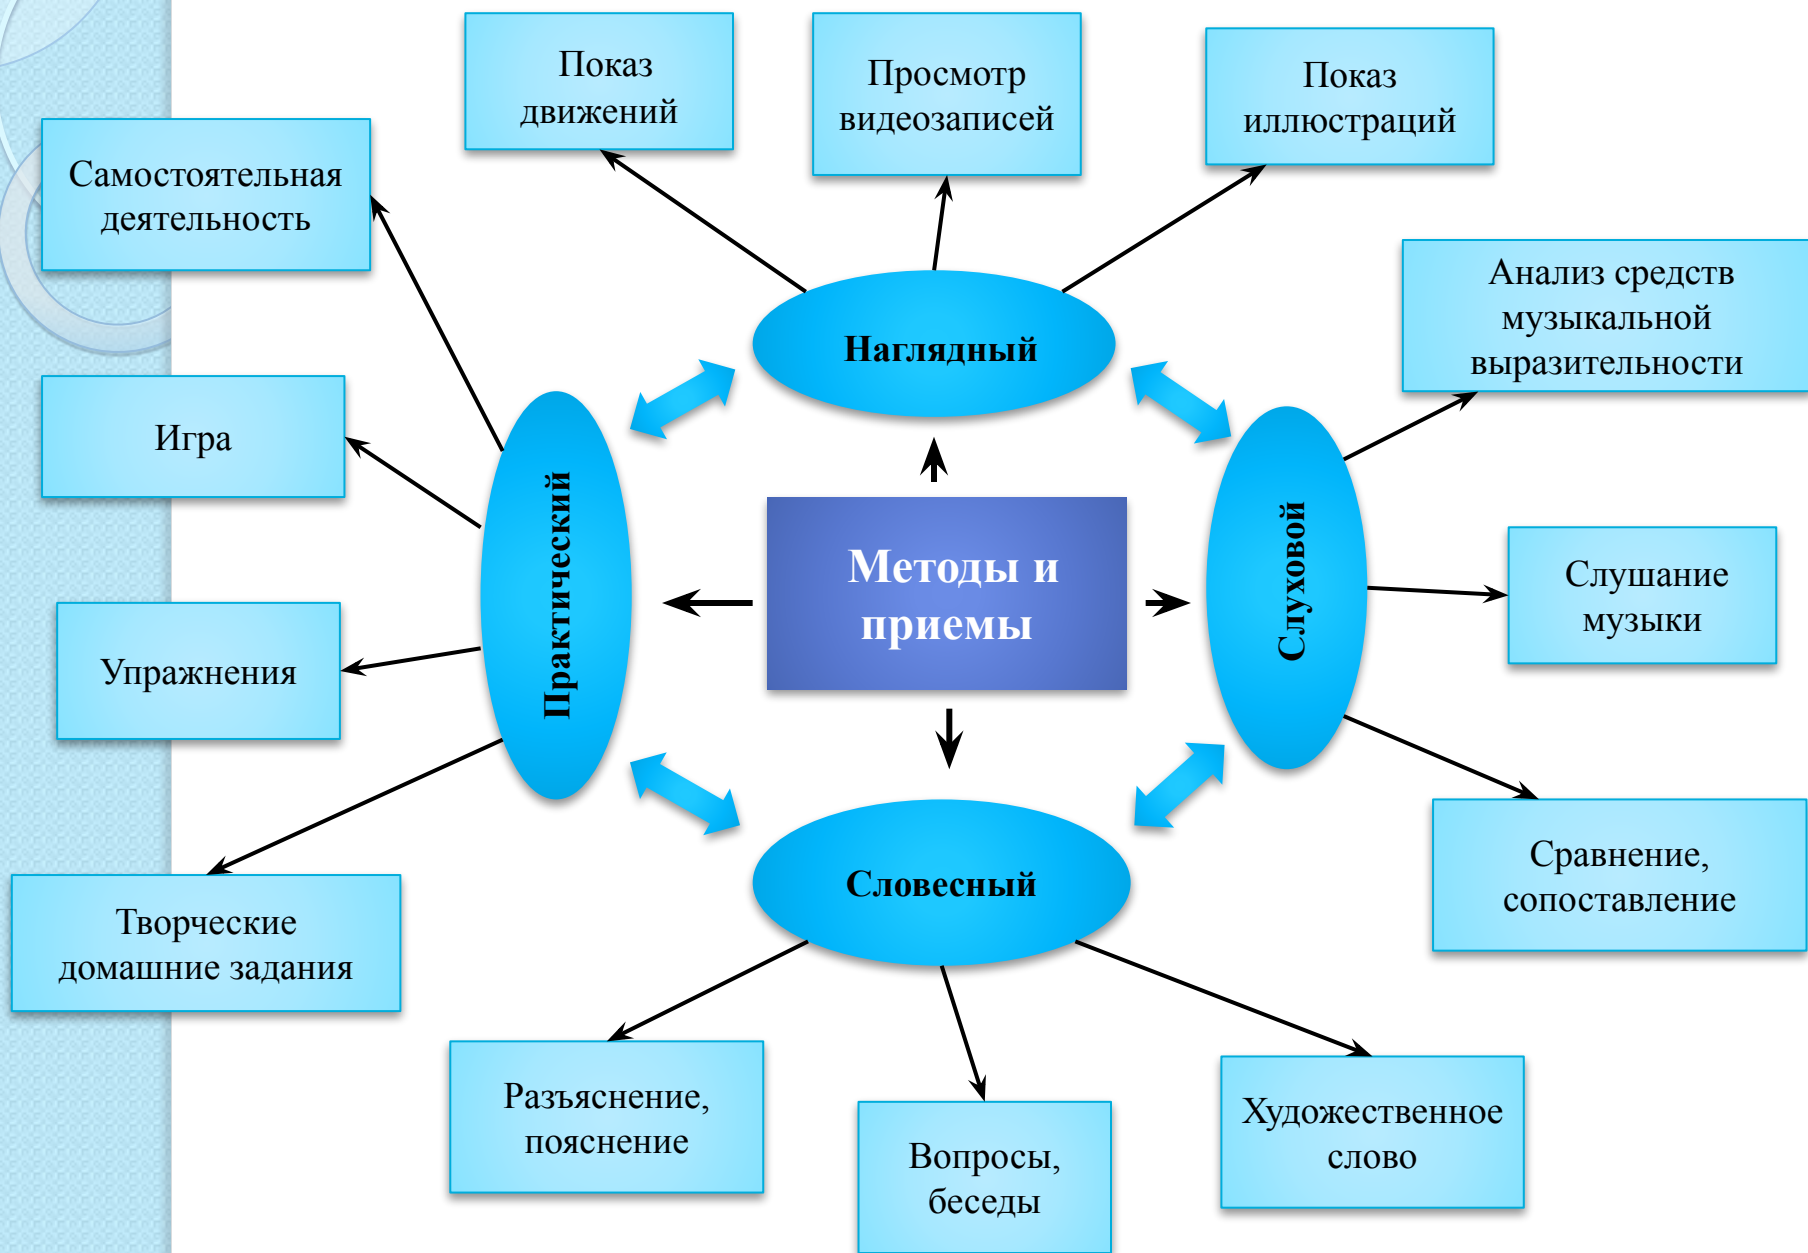 Показ
движений
Просмотр
видеозаписей
Показ
иллюстраций
Самостоятельная
деятельность
Анализ средств
музыкальной
выразительности
Наглядный
Игра
Практический
Методы и
приемы
Слуховой
Слушание
музыки
Упражнения
Словесный
Сравнение,
сопоставление
Творческие
домашние задания
Разъяснение,
пояснение
Вопросы,
беседы
Художественное
слово